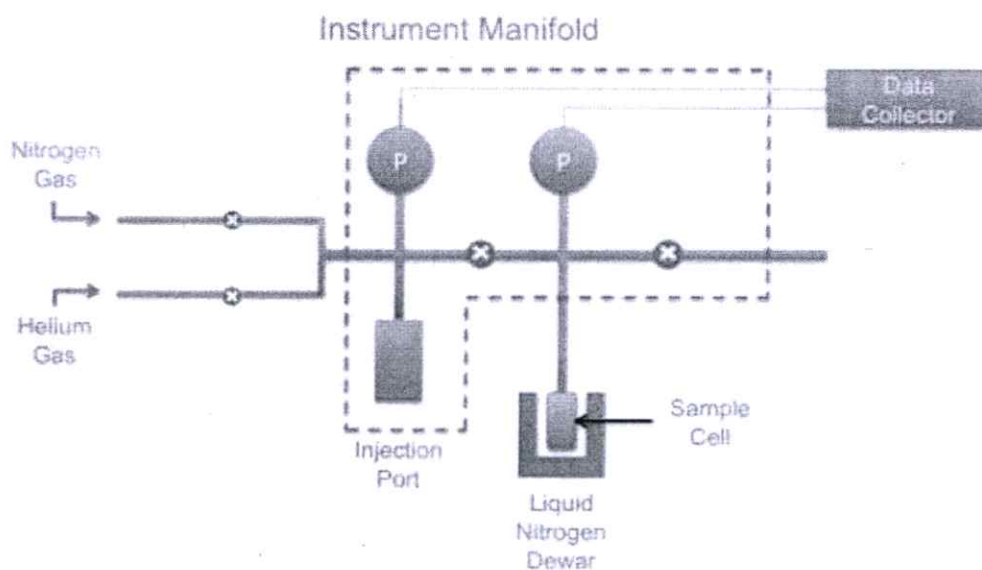 Instrument Manifold
Data
Collector
Nitrogen
Gas
P
P
Helium
Gas
Injection
Port
Sample
Cell
Liquid
Nitrogen
Dewar